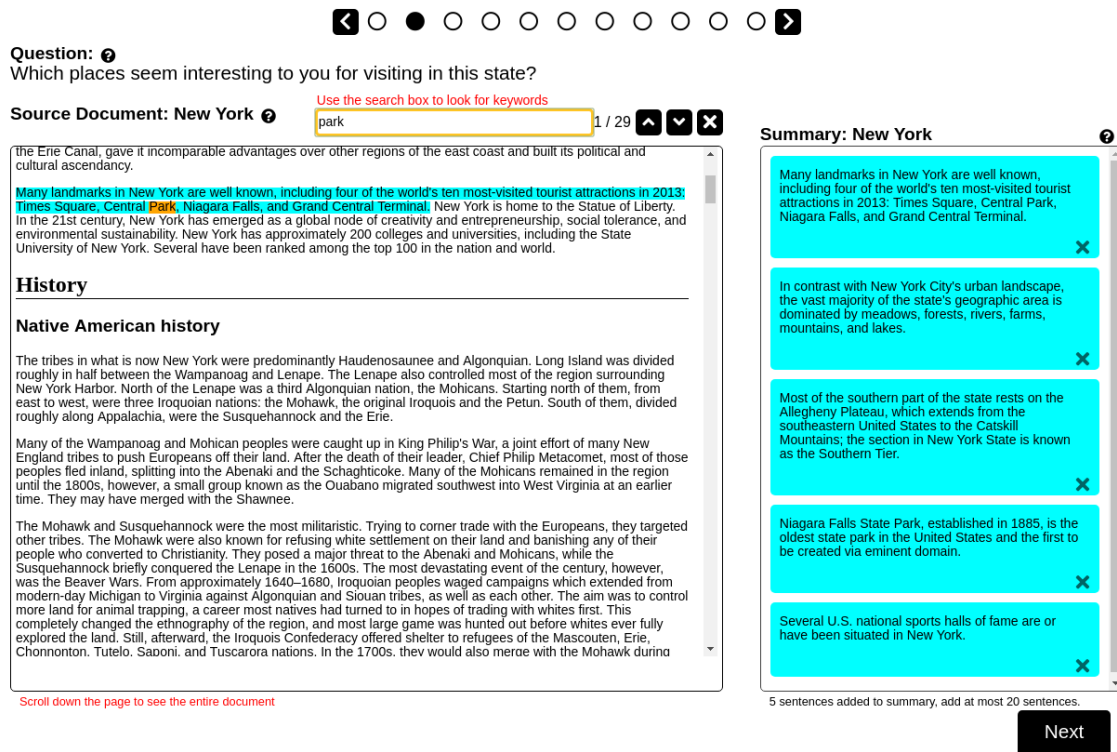 Question:
Which places seem interesting to you for visiting in this state?
Source Document: New York
Use the search box to look for keywords
park
1 / 29
the Erie Canal, gave it incomparable advantages over other regions of the east coast and built its political and
cultural ascendancy.
Many landmarks in New York are well known, including four of the world's ten most-visited tourist attractions in 2013:
Times Square, Central Park, Niagara Falls, and Grand Central Terminal. New York is home to the Statue of Liberty.
In the 21st century, New York has emerged as a global node of creativity and entrepreneurship, social tolerance, and
environmental sustainability. New York has approximately 200 colleges and universities, including the State
University of New York. Several have been ranked among the top 100 in the nation and world.
History
Native American history
The tribes in what is now New York were predominantly Haudenosaunee and Algonquian. Long Island was divided
roughly in half between the Wampanoag and Lenape. The Lenape also controlled most of the region surrounding
New York Harbor. North of the Lenape was a third Algonquian nation, the Mohicans. Starting north of them, from
east to west, were three Iroquoian nations: the Mohawk, the original Iroquois and the Petun. South of them, divided
roughly along Appalachia, were the Susquehannock and the Erie.
Many of the Wampanoag and Mohican peoples were caught up in King Philip's War, a joint effort of many New
England tribes to push Europeans off their land. After the death of their leader, Chief Philip Metacomet, most of those
peoples fled inland, splitting into the Abenaki and the Schaghticoke. Many of the Mohicans remained in the region
until the 1800s, however, a small group known as the Ouabano migrated southwest into West Virginia at an earlier
time. They may have merged with the Shawnee.
The Mohawk and Susquehannock were the most militaristic. Trying to corner trade with the Europeans, they targeted
other tribes. The Mohawk were also known for refusing white settlement on their land and banishing any of their
people who converted to Christianity. They posed a major threat to the Abenaki and Mohicans, while the
Susquehannock briefly conquered the Lenape in the 1600s. The most devastating event of the century, however,
was the Beaver Wars. From approximately 1640–1680, Iroquoian peoples waged campaigns which extended from
modern-day Michigan to Virginia against Algonquian and Siouan tribes, as well as each other. The aim was to control
more land for animal trapping, a career most natives had turned to in hopes of trading with whites first. This
completely changed the ethnography of the region, and most large game was hunted out before whites ever fully
explored the land. Still, afterward, the Iroquois Confederacy offered shelter to refugees of the Mascouten, Erie,
Chonnonton, Tutelo, Saponi, and Tuscarora nations. In the 1700s, they would also merge with the Mohawk during
Scroll down the page to see the entire document
Summary: New York
Many landmarks in New York are well known,
including four of the world's ten most-visited tourist
attractions in 2013: Times Square, Central Park,
Niagara Falls, and Grand Central Terminal.
In contrast with New York City's urban landscape,
the vast majority of the state's geographic area is
dominated by meadows, forests, rivers, farms,
mountains, and lakes.
Most of the southern part of the state rests on the
Allegheny Plateau, which extends from the
southeastern United States to the Catskill
Mountains; the section in New York State is known
as the Southern Tier.
Niagara Falls State Park, established in 1885, is the
oldest state park in the United States and the first to
be created via eminent domain.
Several U.S. national sports halls of fame are or
have been situated in New York.
5 sentences added to summary, add at most 20 sentences.
Next